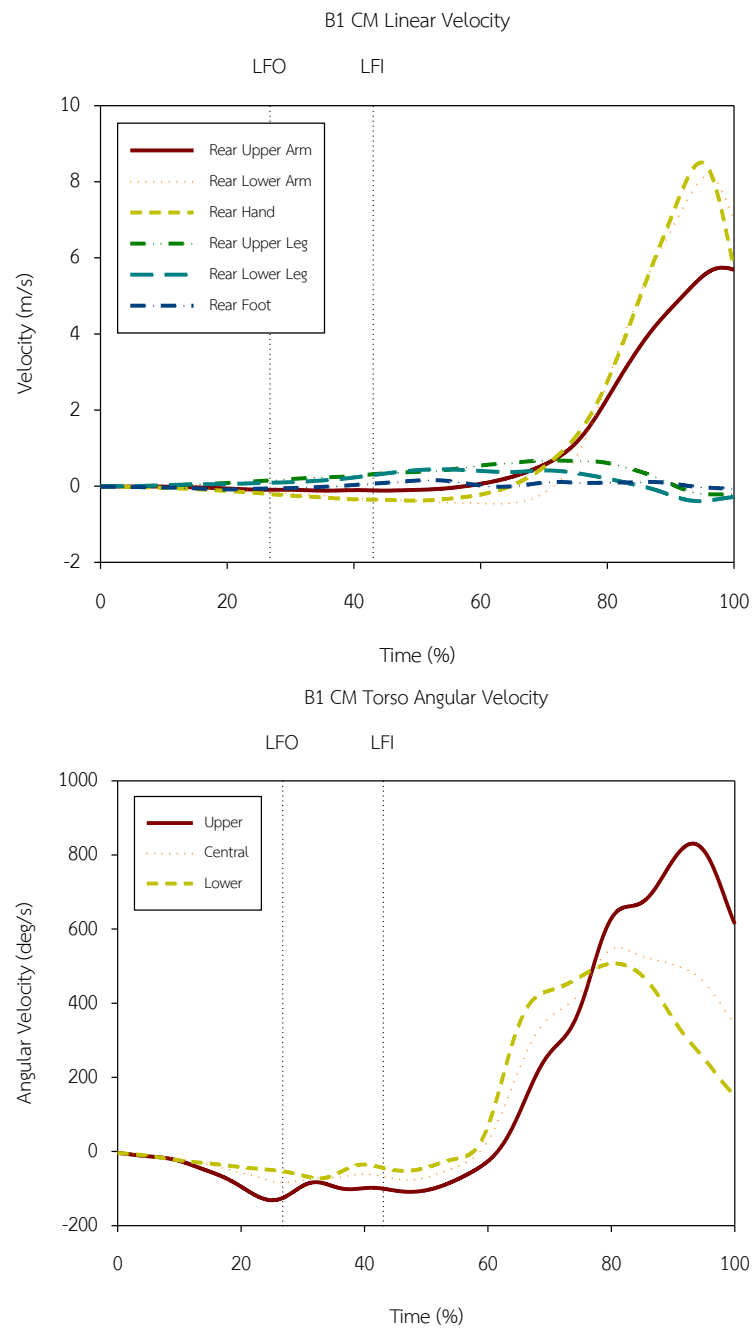 B1 CM Linear Velocity
LFO LFI
10
8
6
4
2
0
-2
Velocity (m/s)
Rear Upper Arm
Rear Lower Arm
Rear Hand
Rear Upper Leg
Rear Lower Leg
Rear Foot
0 20 40 60 80 100
Time (%)
B1 CM Torso Angular Velocity
LFO LFI
1000
800
600
400
200
0
-200
Angular Velocity (deg/s)
Upper
Central
Lower
0 20 40 60 80 100
Time (%)